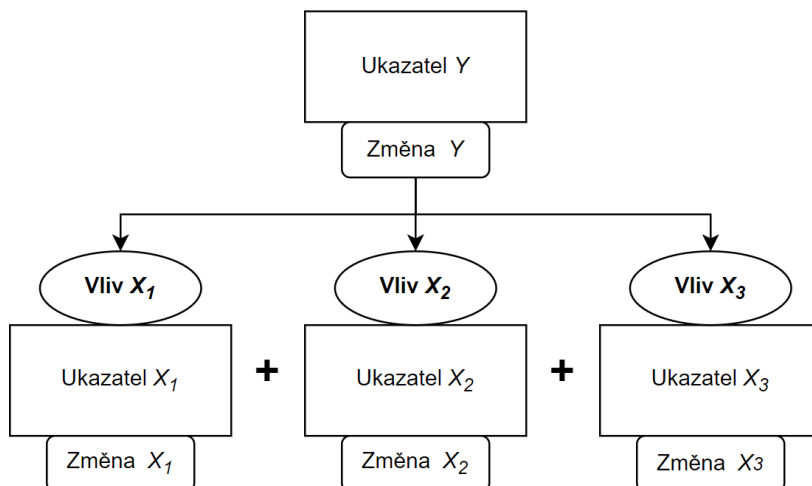 Ukazatel Y
Změna Y
Vliv X₁
Vliv X₂
Vliv X₃
Ukazatel X₁
+
Ukazatel X₂
+
Ukazatel X₃
Změna X₁
Změna X₂
Změna X3